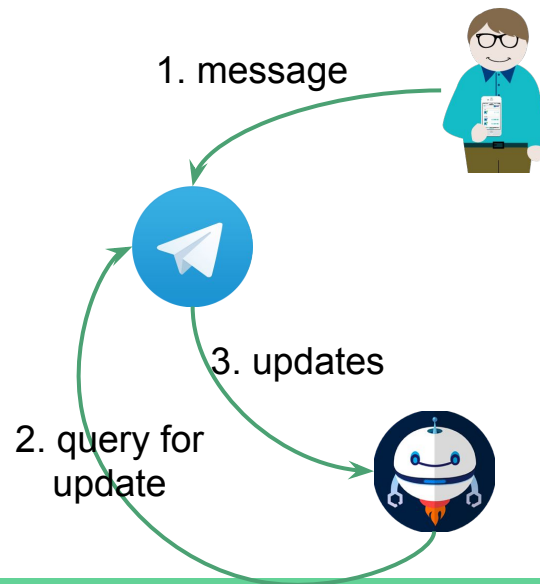 1. message
3. updates
2. query for
update